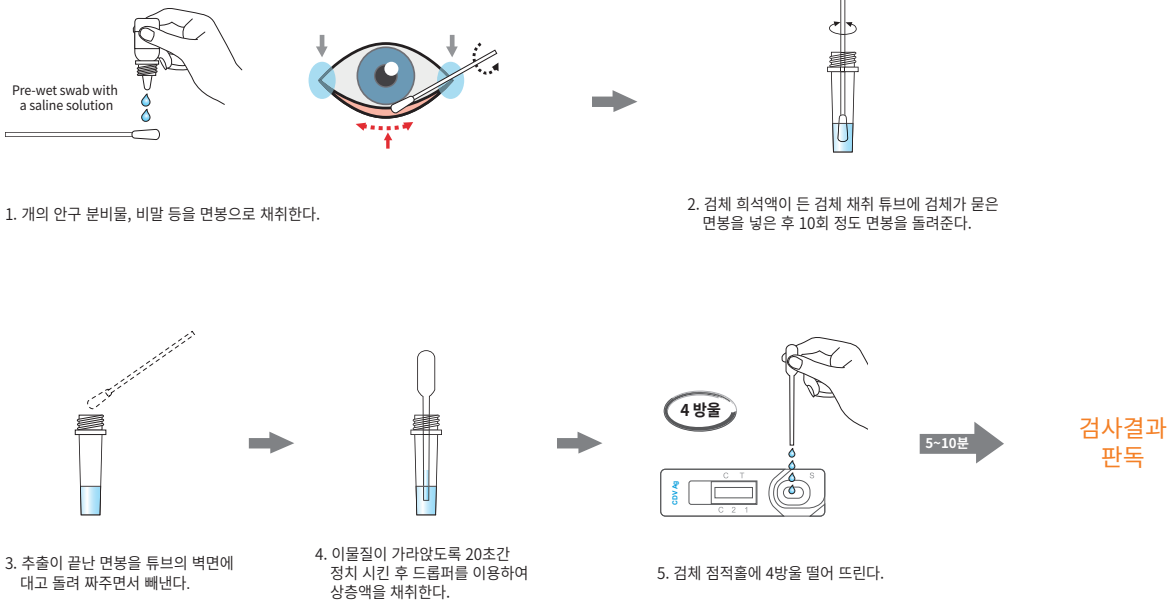 Pre-wet swab with
a saline solution
1. 개의 안구 분비물, 비말 등을 면봉으로 채취한다.
2. 검체 희석액이 든 검체 채취 튜브에 검체가 묻은
면봉을 넣은 후 10회 정도 면봉을 돌려준다.
3. 추출이 끝난 면봉을 튜브의 벽면에
대고 돌려 짜주면서 빼낸다.
4. 이물질이 가라앉도록 20초간
정치 시킨 후 드롭퍼를 이용하여
상층액을 채취한다.
4 방울
CDV Ag
C T
S
C 2 1
5. 검체 점적홀에 4방울 떨어 뜨린다.
5~10분
검사결과
판독